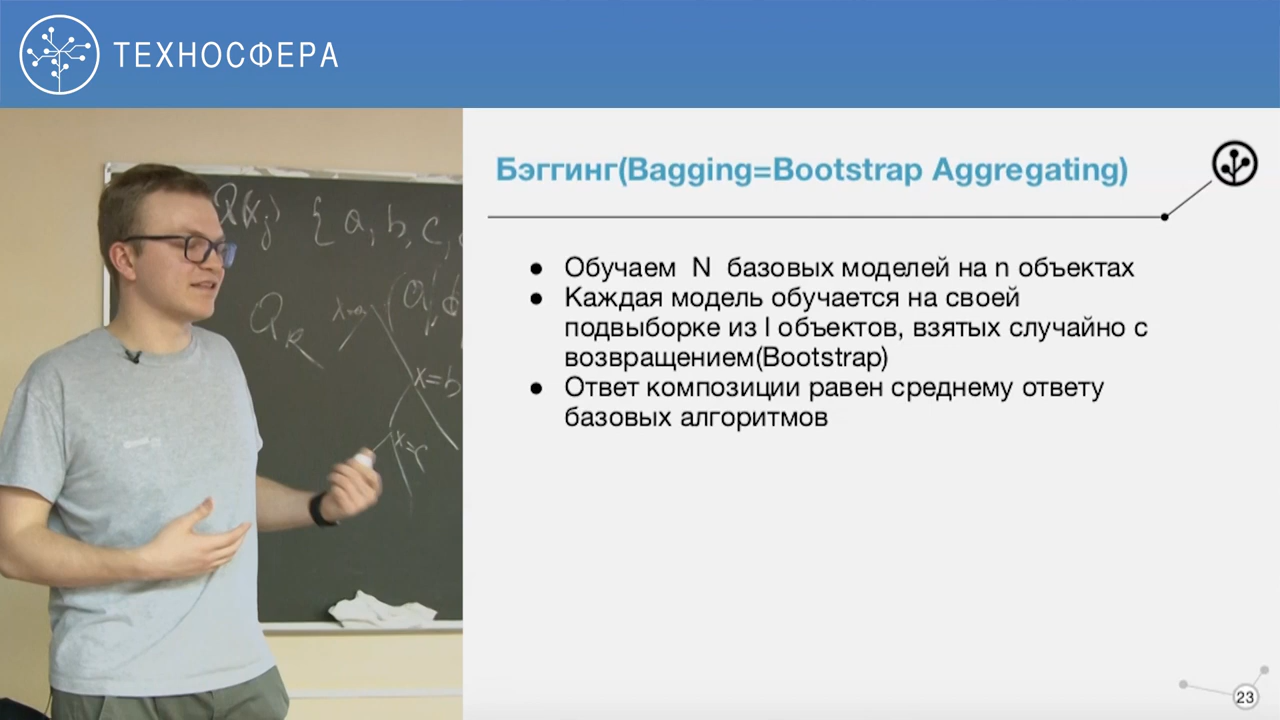 ТЕХНОСФЕРА
Бэггинг(Bagging=Bootstrap Aggregating)
● Обучаем N базовых моделей на n объектах
● Каждая модель обучается на своей
подвыборке из l объектов, взятых случайно с
возвращением(Bootstrap)
● Ответ композиции равен среднему ответу
базовых алгоритмов
{a, b, c,
x=b
x=r
23